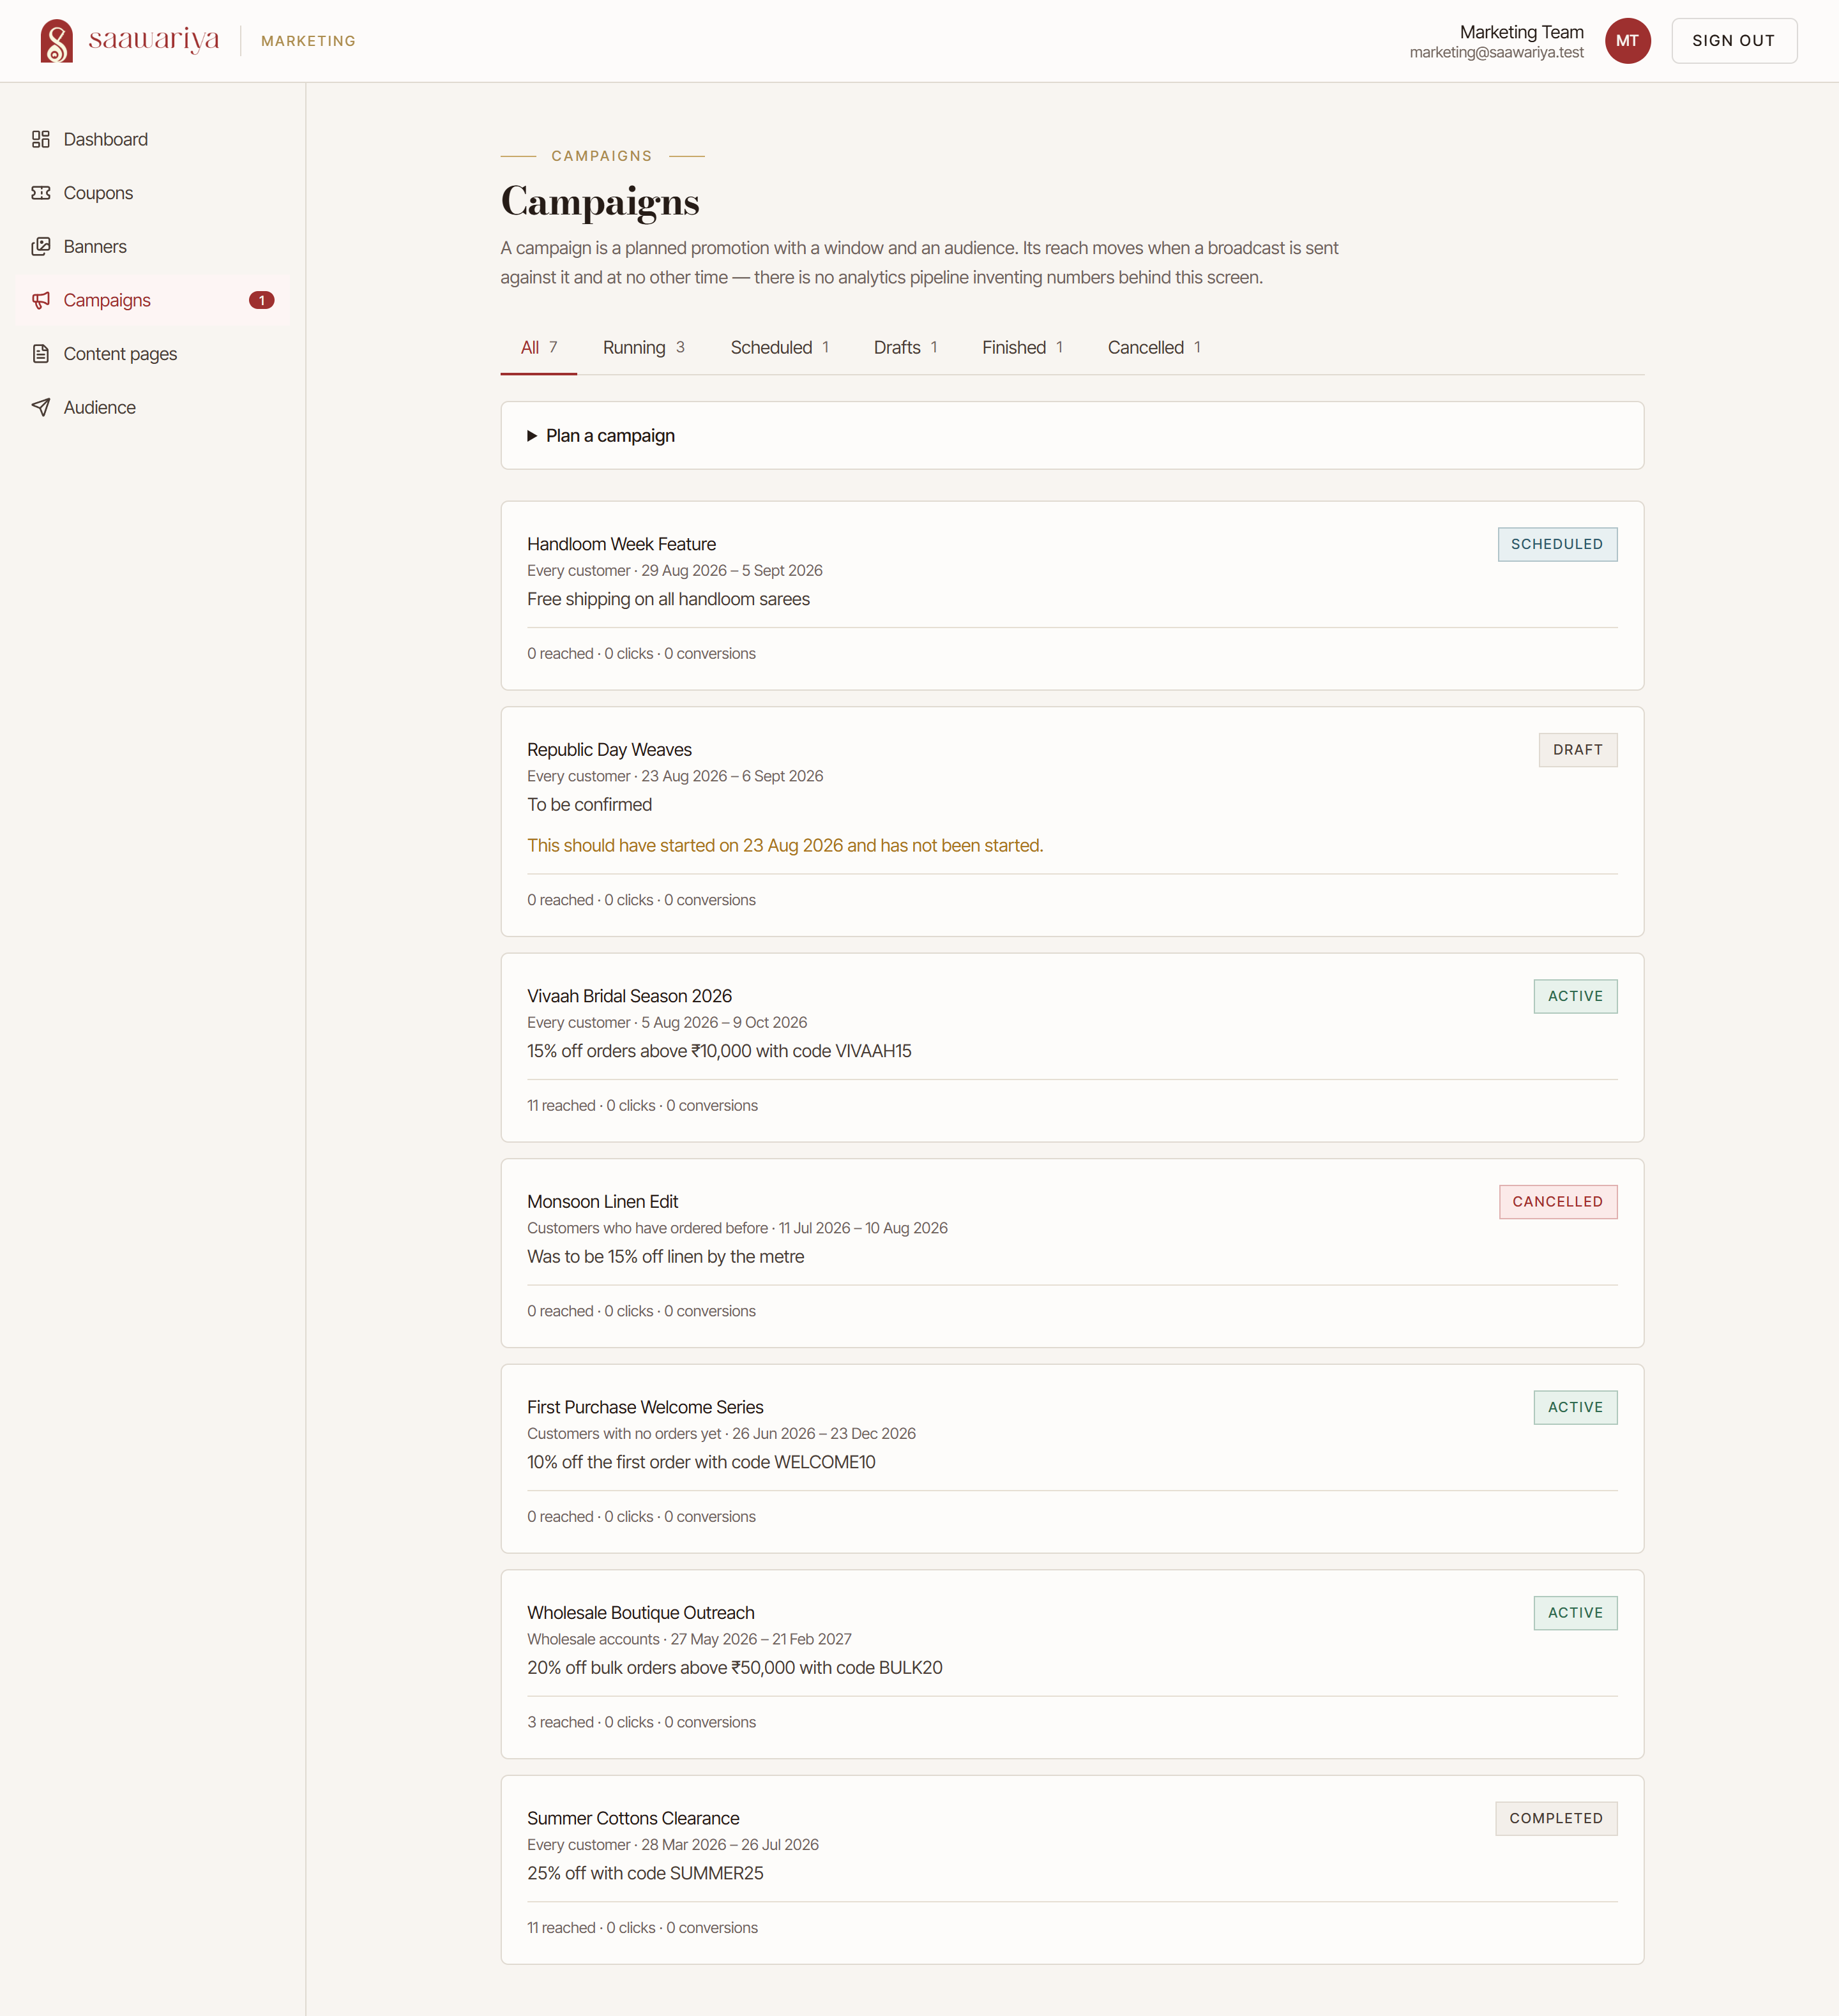 saawariya
MARKETING
Marketing Team
marketing@saawariya.test
MT
SIGN OUT
Dashboard
Coupons
Banners
Campaigns 1
Content pages
Audience
CAMPAIGNS
Campaigns
A campaign is a planned promotion with a window and an audience. Its reach moves when a broadcast is sent
against it and at no other time — there is no analytics pipeline inventing numbers behind this screen.
All 7 Running 3 Scheduled 1 Drafts 1 Finished 1 Cancelled 1
Plan a campaign
Handloom Week Feature
SCHEDULED
Every customer · 29 Aug 2026 – 5 Sept 2026
Free shipping on all handloom sarees
0 reached · 0 clicks · 0 conversions
Republic Day Weaves
DRAFT
Every customer · 23 Aug 2026 – 6 Sept 2026
To be confirmed
This should have started on 23 Aug 2026 and has not been started.
0 reached · 0 clicks · 0 conversions
Vivaah Bridal Season 2026
ACTIVE
Every customer · 5 Aug 2026 – 9 Oct 2026
15% off orders above ₹10,000 with code VIVAAH15
11 reached · 0 clicks · 0 conversions
Monsoon Linen Edit
CANCELLED
Customers who have ordered before · 11 Jul 2026 – 10 Aug 2026
Was to be 15% off linen by the metre
0 reached · 0 clicks · 0 conversions
First Purchase Welcome Series
ACTIVE
Customers with no orders yet · 26 Jun 2026 – 23 Dec 2026
10% off the first order with code WELCOME10
0 reached · 0 clicks · 0 conversions
Wholesale Boutique Outreach
ACTIVE
Wholesale accounts · 27 May 2026 – 21 Feb 2027
20% off bulk orders above ₹50,000 with code BULK20
3 reached · 0 clicks · 0 conversions
Summer Cottons Clearance
COMPLETED
Every customer · 28 Mar 2026 – 26 Jul 2026
25% off with code SUMMER25
11 reached · 0 clicks · 0 conversions